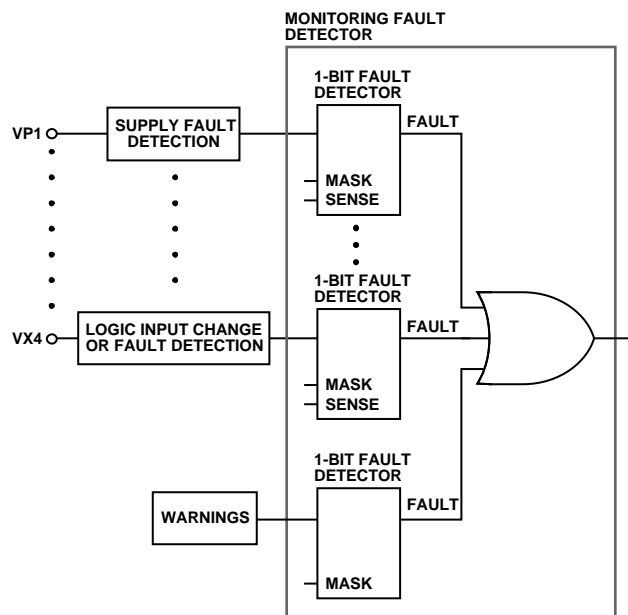 MONITORING FAULT
DETECTOR
1-BIT FAULT
DETECTOR
VP1
SUPPLY FAULT
DETECTION
FAULT
MASK
SENSE
1-BIT FAULT
DETECTOR
VX4
LOGIC INPUT CHANGE
OR FAULT DETECTION
FAULT
MASK
SENSE
1-BIT FAULT
DETECTOR
WARNINGS
FAULT
MASK